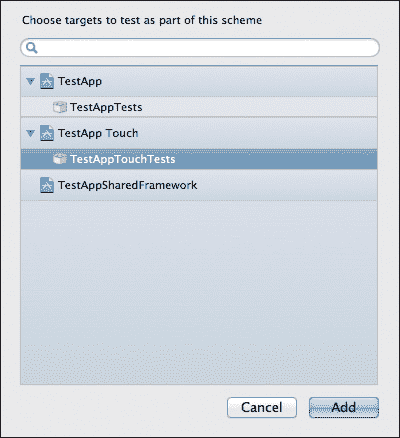 Choose targets to test as part of this scheme
TestApp
TestAppTests
TestApp Touch
TestAppTouchTests
TestAppSharedFramework
Cancel
Add